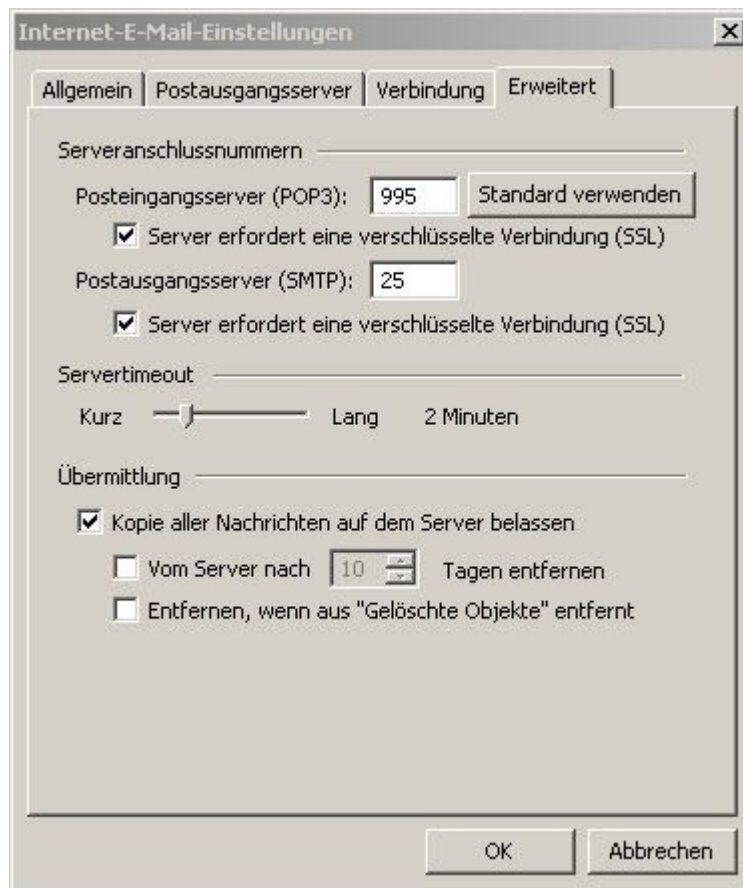 Internet-E-Mail-Einstellungen
Allgemein Postausgangsserver Verbindung Erweitert
Serveranschlussnummern
Posteingangsserver (POP3): 995 Standard verwenden
Server erfordert eine verschlüsselte Verbindung (SSL)
Postausgangsserver (SMTP): 25
Server erfordert eine verschlüsselte Verbindung (SSL)
Servertimeout
Kurz Lang 2 Minuten
Übermittlung
Kopie aller Nachrichten auf dem Server belassen
Vom Server nach 10 Tagen entfernen
Entfernen, wenn aus "Gelöschte Objekte" entfernt
OK Abbrechen